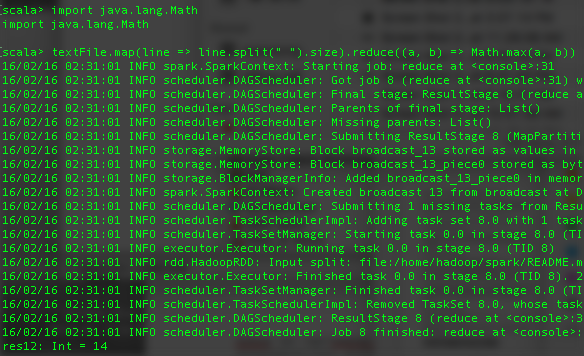 [scala> import java.lang.Math
import java.lang.Math
[scala> textFile.map(line => line.split(" ").size).reduce((a, b) => Math.max(a, b))
16/02/16 02:31:01 INFO spark.SparkContext: Starting job: reduce at <console>:31
16/02/16 02:31:01 INFO scheduler.DAGScheduler: Got job 8 (reduce at <console>:31) w
16/02/16 02:31:01 INFO scheduler.DAGScheduler: Final stage: ResultStage 8 (reduce a
16/02/16 02:31:01 INFO scheduler.DAGScheduler: Parents of final stage: List()
16/02/16 02:31:01 INFO scheduler.DAGScheduler: Missing parents: List()
16/02/16 02:31:01 INFO scheduler.DAGScheduler: Submitting ResultStage 8 (MapPartiti
16/02/16 02:31:01 INFO storage.MemoryStore: Block broadcast_13 stored as values in
16/02/16 02:31:01 INFO storage.MemoryStore: Block broadcast_13_piece0 stored as byt
16/02/16 02:31:01 INFO storage.BlockManagerInfo: Added broadcast_13_piece0 in memor
16/02/16 02:31:01 INFO spark.SparkContext: Created broadcast 13 from broadcast at D
16/02/16 02:31:01 INFO scheduler.DAGScheduler: Submitting 1 missing tasks from Resu
16/02/16 02:31:01 INFO scheduler.TaskSchedulerImpl: Adding task set 8.0 with 1 task
16/02/16 02:31:01 INFO scheduler.TaskSetManager: Starting task 0.0 in stage 8.0 (TI
16/02/16 02:31:01 INFO executor.Executor: Running task 0.0 in stage 8.0 (TID 8)
16/02/16 02:31:01 INFO rdd.HadoopRDD: Input split: file:/home/hadoop/spark/README.m
16/02/16 02:31:01 INFO executor.Executor: Finished task 0.0 in stage 8.0 (TID 8). 2
16/02/16 02:31:01 INFO scheduler.TaskSetManager: Finished task 0.0 in stage 8.0 (TI
16/02/16 02:31:01 INFO scheduler.TaskSchedulerImpl: Removed TaskSet 8.0, whose task
16/02/16 02:31:01 INFO scheduler.DAGScheduler: ResultStage 8 (reduce at <console>:3
16/02/16 02:31:01 INFO scheduler.DAGScheduler: Job 8 finished: reduce at <console>:
res12: Int = 14